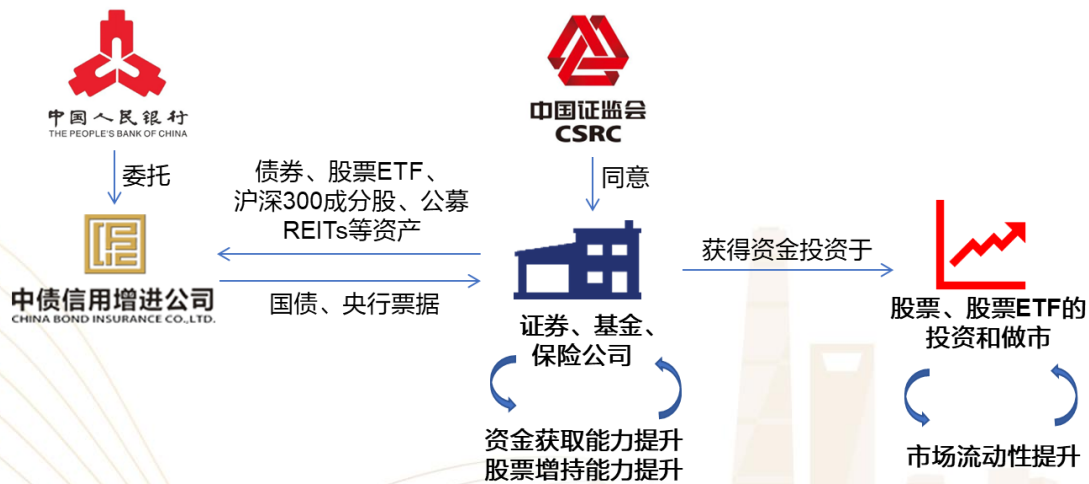 中国人民银行
THE PEOPLE'S BANK OF CHINA
中国证监会
CSRC
委托
债券、股票ETF、
沪深300成分股、公募
REITs等资产
同意
获得资金投资于
中债信用增进公司
CHINA BOND INSURANCE CO.,LTD.
国债、央行票据
证券、基金、
保险公司
股票、股票ETF的
投资和做市
资金获取能力提升
股票增持能力提升
市场流动性提升